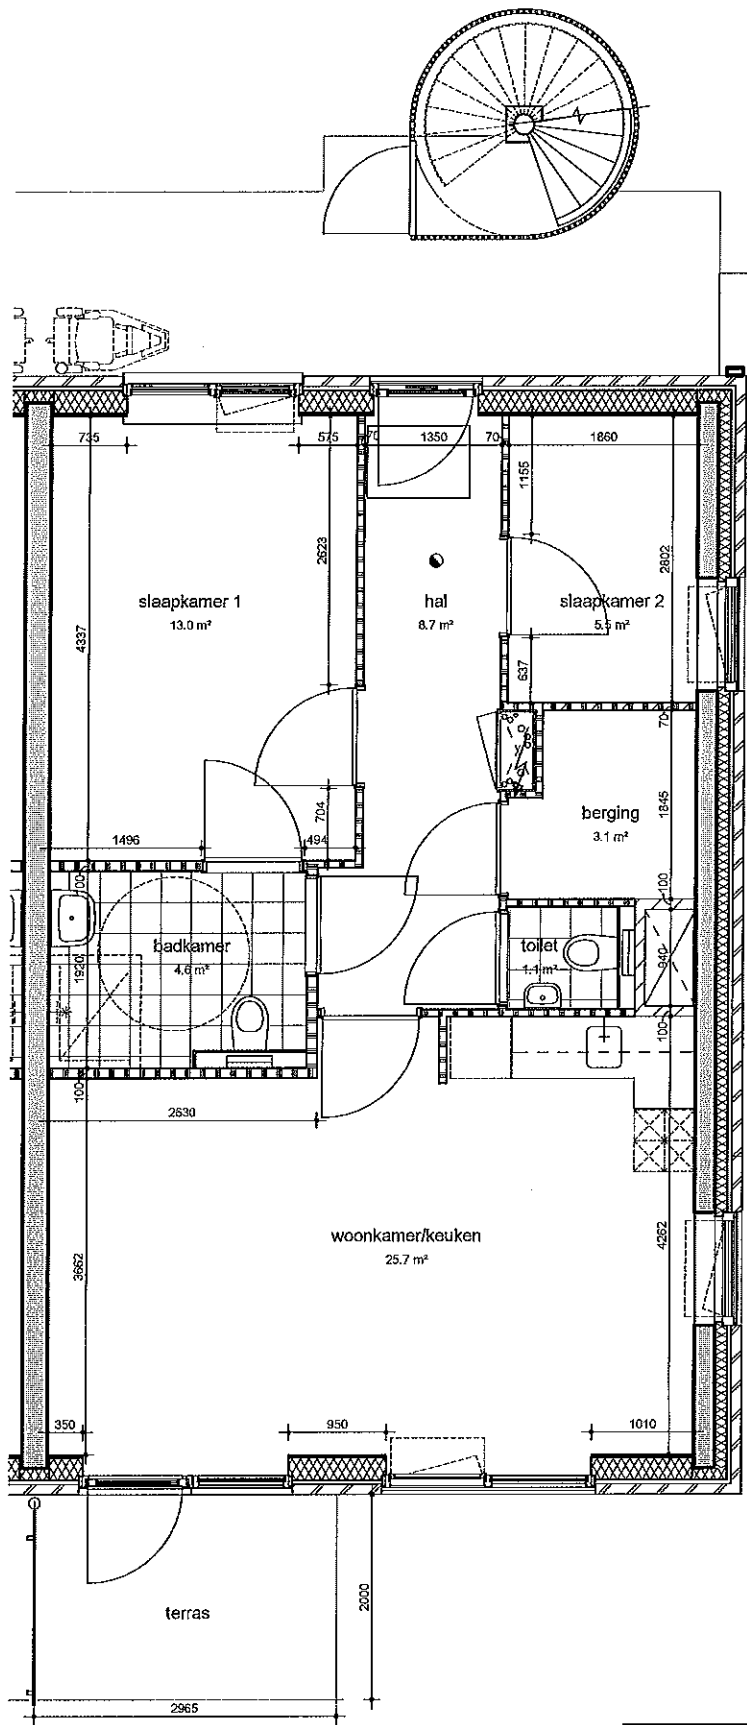 735
575
70
1350
70
1860
1155
2623
2802
4337
slaapkamer 1
13.0 m²
hal
8.7 m²
slaapkamer 2
5.5 m²
637
70
704
berging
3.1 m²
1845
1496
494
100
100
badkamer
4.6 m²
1920
toilet
1.1 m²
940
100
100
2630
woonkamer/keuken
25.7 m²
3662
4262
350
950
1010
terras
2000
2965